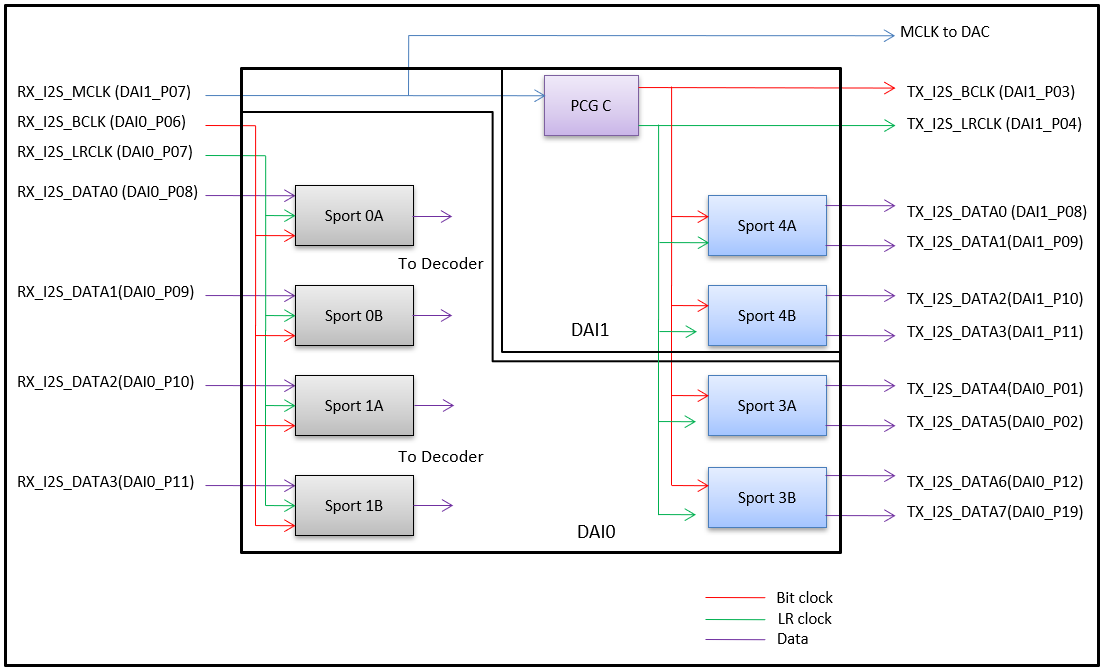 MCLK to DAC
RX_I2S_MCLK (DAI1_P07)
PCG C
TX_I2S_BCLK (DAI1_P03)
RX_I2S_BCLK (DAI0_P06)
TX_I2S_LRCLK (DAI1_P04)
RX_I2S_LRCLK (DAI0_P07)
RX_I2S_DATA0 (DAI0_P08)
Sport 0A
Sport 4A
TX_I2S_DATA0 (DAI1_P08)
TX_I2S_DATA1(DAI1_P09)
To Decoder
RX_I2S_DATA1(DAI0_P09)
Sport 0B
DAI1
Sport 4B
TX_I2S_DATA2(DAI1_P10)
TX_I2S_DATA3(DAI1_P11)
RX_I2S_DATA2(DAI0_P10)
Sport 1A
Sport 3A
TX_I2S_DATA4(DAI0_P01)
TX_I2S_DATA5(DAI0_P02)
To Decoder
RX_I2S_DATA3(DAI0_P11)
Sport 1B
Sport 3B
TX_I2S_DATA6(DAI0_P12)
TX_I2S_DATA7(DAI0_P19)
DAI0
Bit clock
LR clock
Data